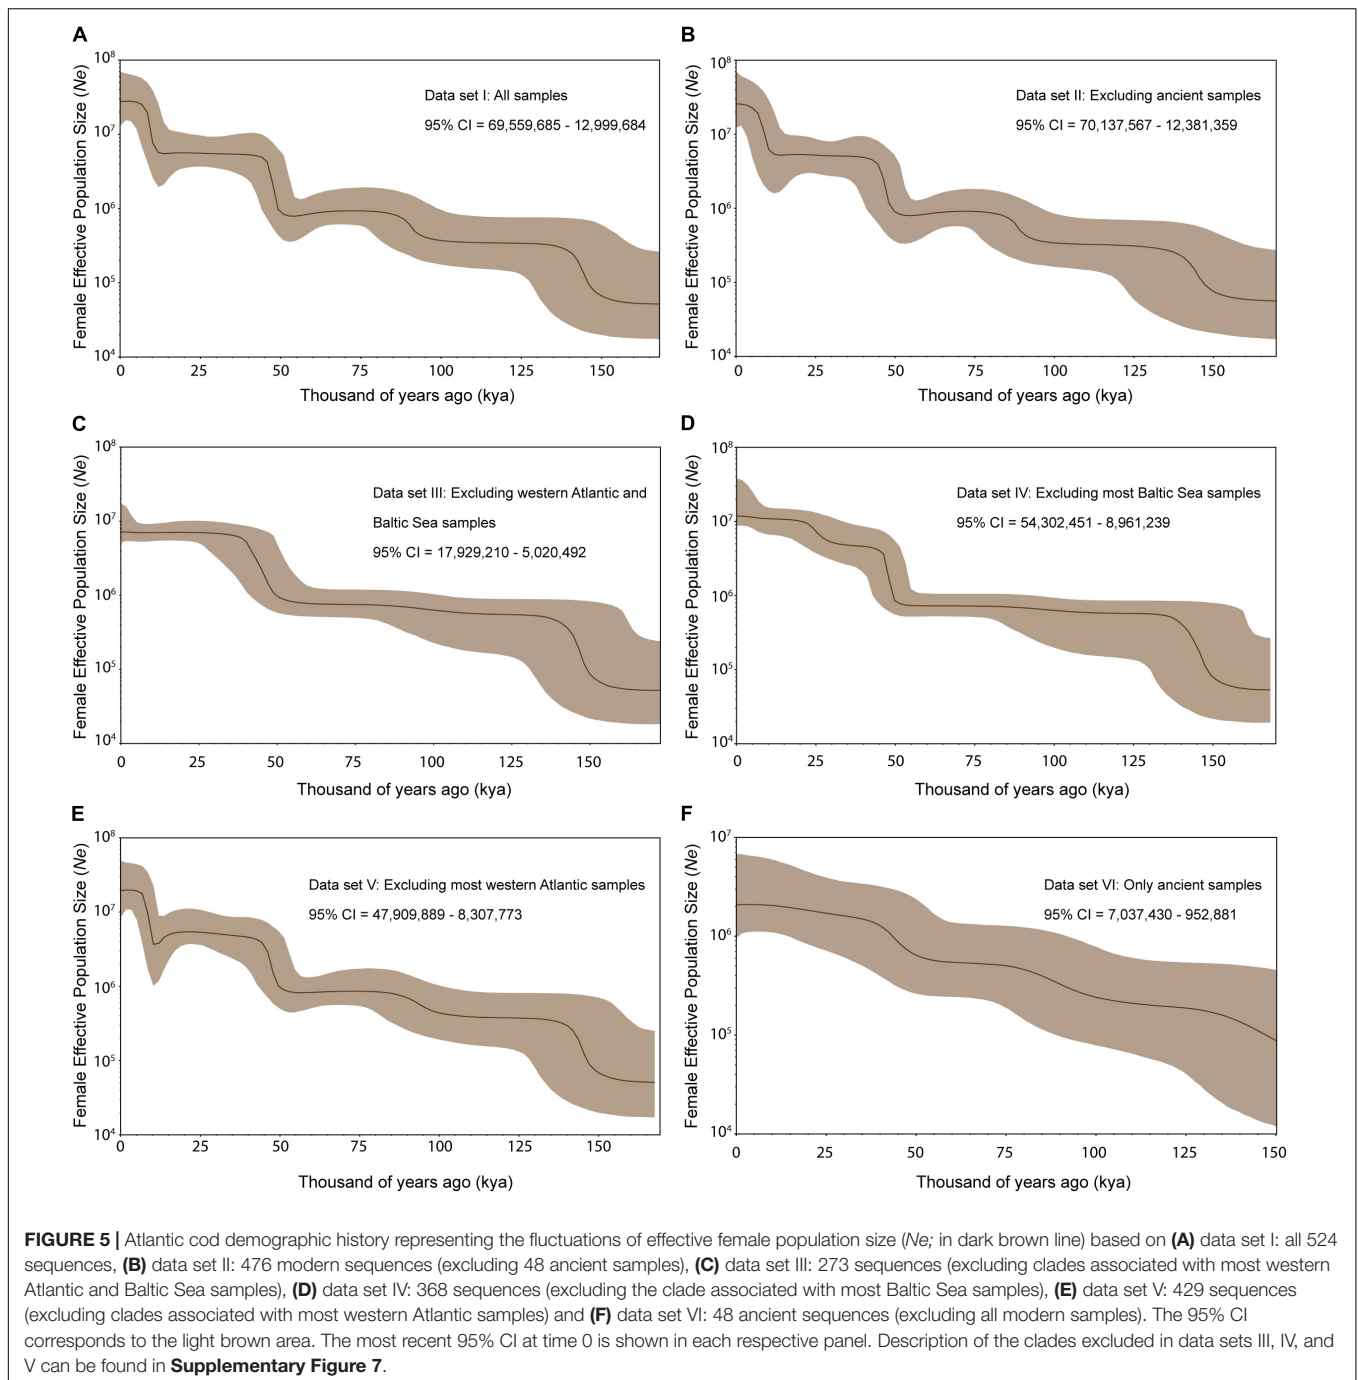 A
Female Effective Population Size (Ne)
10⁸
10⁷
10⁶
10⁵
10⁴
Data set I: All samples
95% CI = 69,559,685 - 12,999,684
0 25 50 75 100 125 150
Thousand of years ago (kya)
B
Female Effective Population Size (Ne)
10⁸
10⁷
10⁶
10⁵
10⁴
Data set II: Excluding ancient samples
95% CI = 70,137,567 - 12,381,359
0 25 50 75 100 125 150
Thousand of years ago (kya)
C
Female Effective Population Size (Ne)
10⁸
10⁷
10⁶
10⁵
10⁴
Data set III: Excluding western Atlantic and
Baltic Sea samples
95% CI = 17,929,210 - 5,020,492
0 25 50 75 100 125 150
Thousand of years ago (kya)
D
Female Effective Population Size (Ne)
10⁸
10⁷
10⁶
10⁵
10⁴
Data set IV: Excluding most Baltic Sea samples
95% CI = 54,302,451 - 8,961,239
0 25 50 75 100 125 150
Thousand of years ago (kya)
E
Female Effective Population Size (Ne)
10⁸
10⁷
10⁶
10⁵
10⁴
Data set V: Excluding most western Atlantic samples
95% CI = 47,909,889 - 8,307,773
0 25 50 75 100 125 150
Thousand of years ago (kya)
F
Female Effective Population Size (Ne)
10⁷
10⁶
10⁵
10⁴
Data set VI: Only ancient samples
95% CI = 7,037,430 - 952,881
0 25 50 75 100 125 150
Thousand of years ago (kya)
FIGURE 5 | Atlantic cod demographic history representing the fluctuations of effective female population size (Ne; in dark brown line) based on (A) data set I: all 524
sequences, (B) data set II: 476 modern sequences (excluding 48 ancient samples), (C) data set III: 273 sequences (excluding clades associated with most western
Atlantic and Baltic Sea samples), (D) data set IV: 368 sequences (excluding the clade associated with most Baltic Sea samples), (E) data set V: 429 sequences
(excluding clades associated with most western Atlantic samples) and (F) data set VI: 48 ancient sequences (excluding all modern samples). The 95% CI
corresponds to the light brown area. The most recent 95% CI at time 0 is shown in each respective panel. Description of the clades excluded in data sets III, IV, and
V can be found in Supplementary Figure 7.